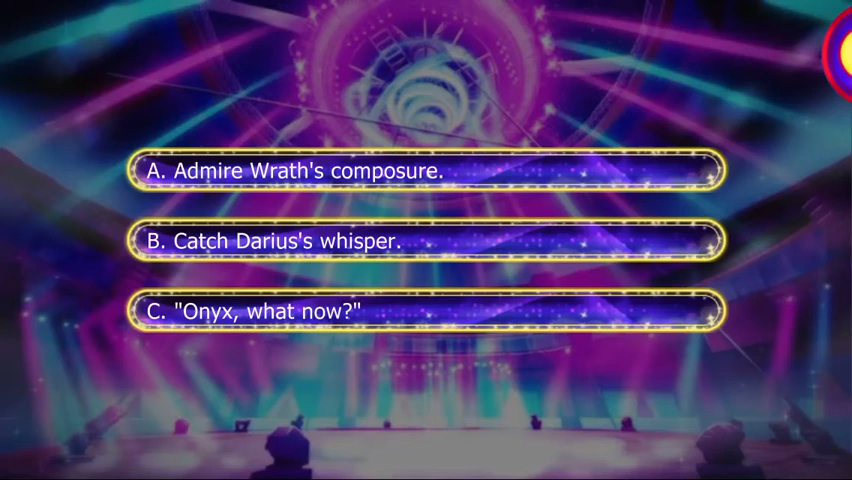 A. Admire Wrath's composure.
B. Catch Darius's whisper.
C. "Onyx, what now?"